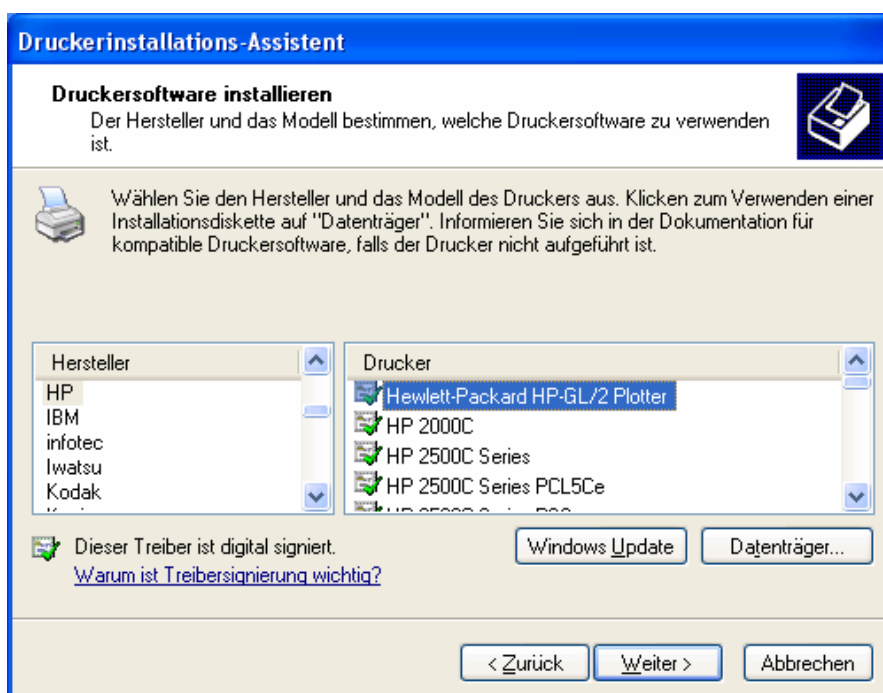 Druckerinstallations-Assistent
Druckersoftware installieren
Der Hersteller und das Modell bestimmen, welche Druckersoftware zu verwenden
ist.
Wählen Sie den Hersteller und das Modell des Druckers aus. Klicken zum Verwenden einer
Installationsdiskette auf "Datenträger". Informieren Sie sich in der Dokumentation für
kompatible Druckersoftware, falls der Drucker nicht aufgeführt ist.
Hersteller
HP
IBM
infotec
Iwatsu
Kodak
Drucker
Hewlett-Packard HP-GL/2 Plotter
HP 2000C
HP 2500C Series
HP 2500C Series PCL5Ce
Dieser Treiber ist digital signiert.
Warum ist Treibersignierung wichtig?
Windows Update
Datenträger...
< Zurück
Weiter >
Abbrechen